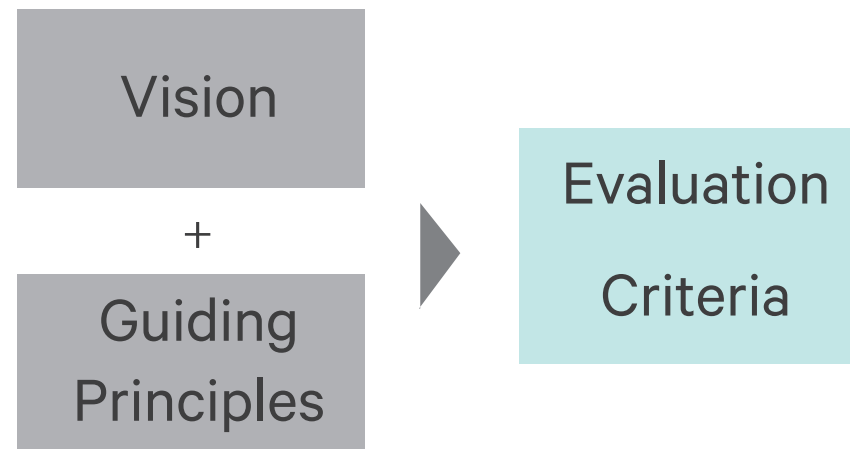 Vision
+
Guiding
Principles
Evaluation
Criteria